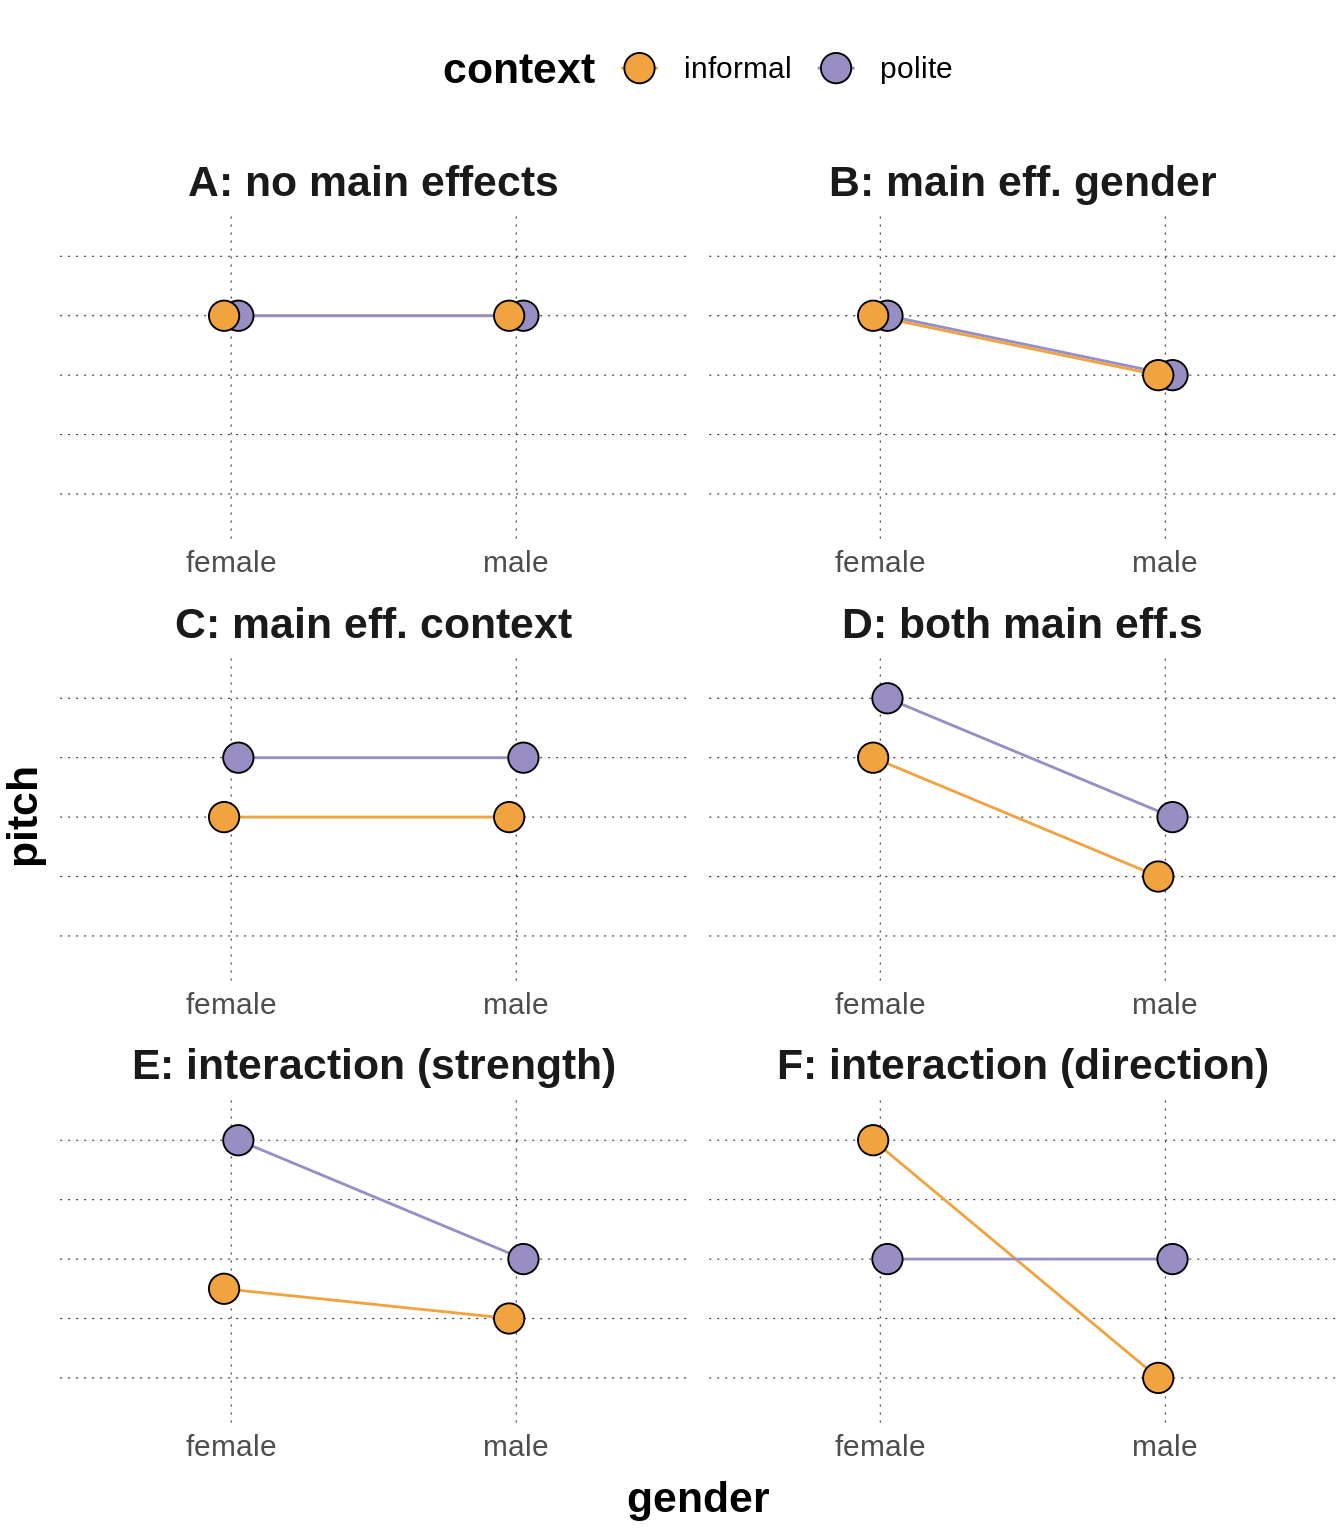 context informal polite
A: no main effects
B: main eff. gender
female male
female male
C: main eff. context
D: both main eff.s
pitch
female male
female male
E: interaction (strength)
F: interaction (direction)
female male
female male
gender